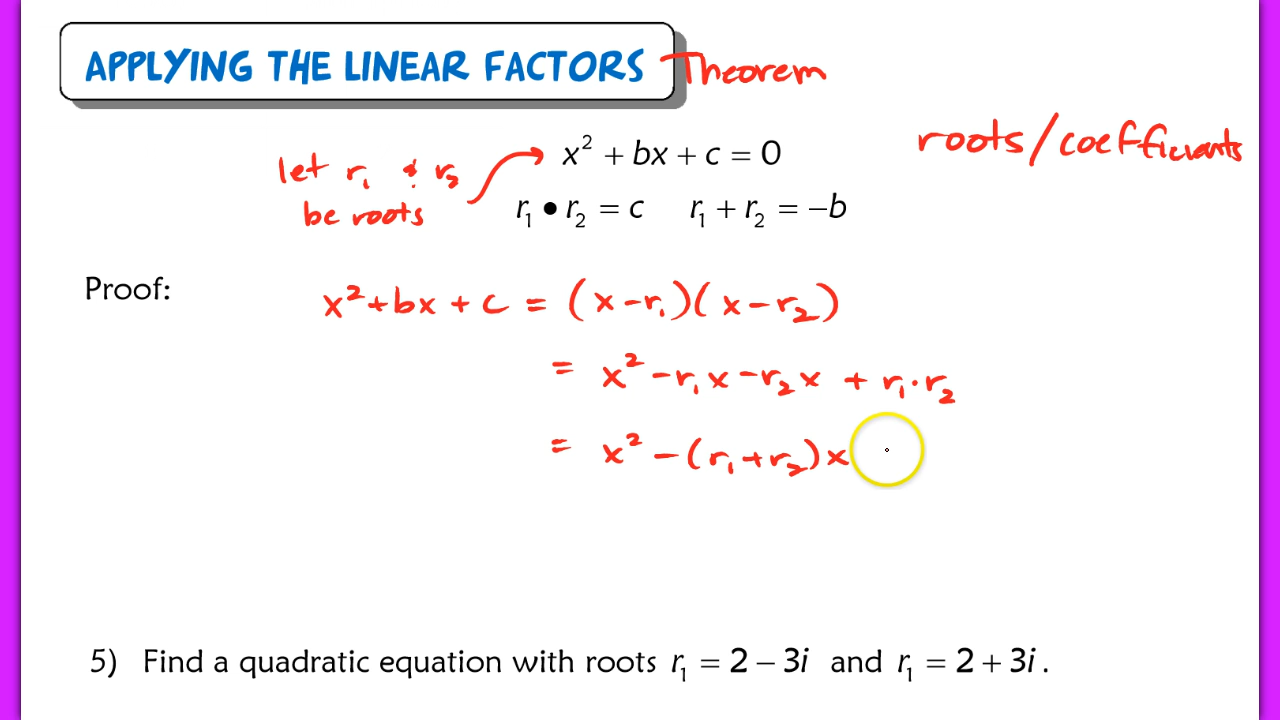 APPLYING THE LINEAR FACTORS Theorem
roots/coefficients
let r₁ & r₂ be roots
x² + bx + c = 0
r₁ • r₂ = c r₁ + r₂ = −b
Proof: x² + bx + c = (x − r₁)(x − r₂)
= x² − r₁x − r₂x + r₁ · r₂
= x² − (r₁ + r₂)x
5) Find a quadratic equation with roots r₁ = 2 − 3i and r₁ = 2 + 3i.